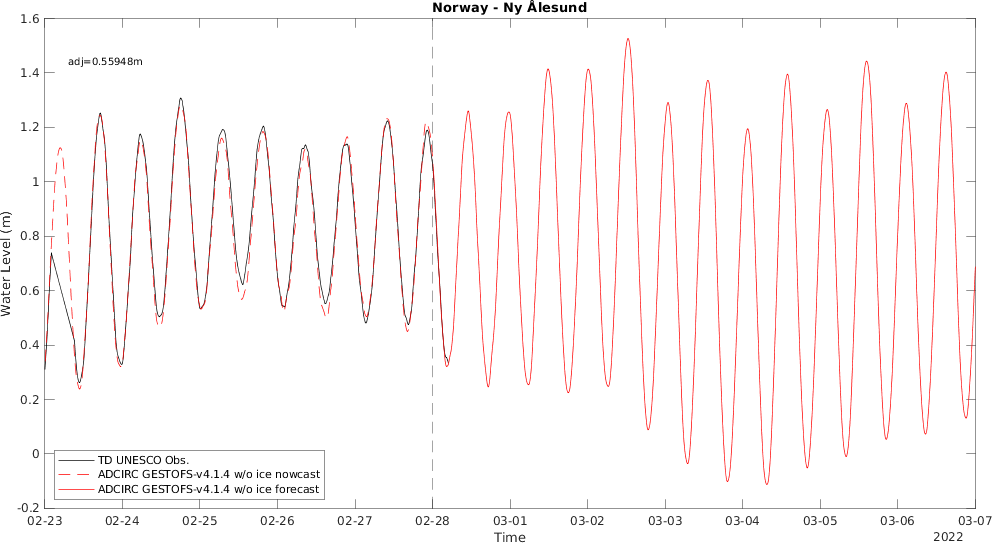 Norway - Ny Ålesund
adj=0.55948m
Water Level (m)
1.6
1.4
1.2
1
0.8
0.6
0.4
0.2
0
-0.2
TD UNESCO Obs.
ADCIRC GESTOFS-v4.1.4 w/o ice nowcast
ADCIRC GESTOFS-v4.1.4 w/o ice forecast
02-23 02-24 02-25 02-26 02-27 02-28 03-01 03-02 03-03 03-04 03-05 03-06 03-07
Time
2022